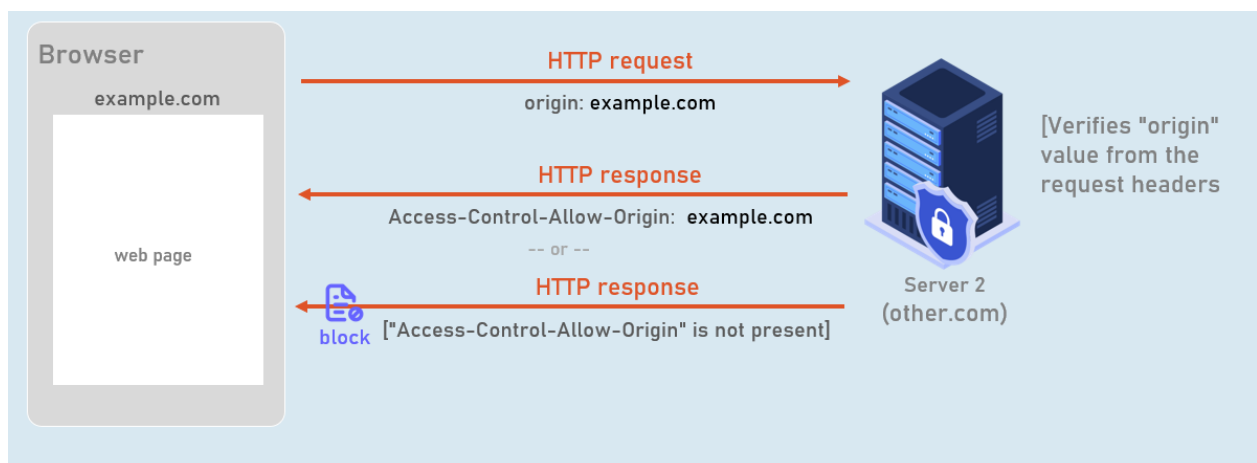 Browser
example.com
web page
HTTP request
origin: example.com
HTTP response
Access-Control-Allow-Origin: example.com
-- or --
HTTP response
block
["Access-Control-Allow-Origin" is not present]
[Verifies "origin"
value from the
request headers
Server 2
(other.com)